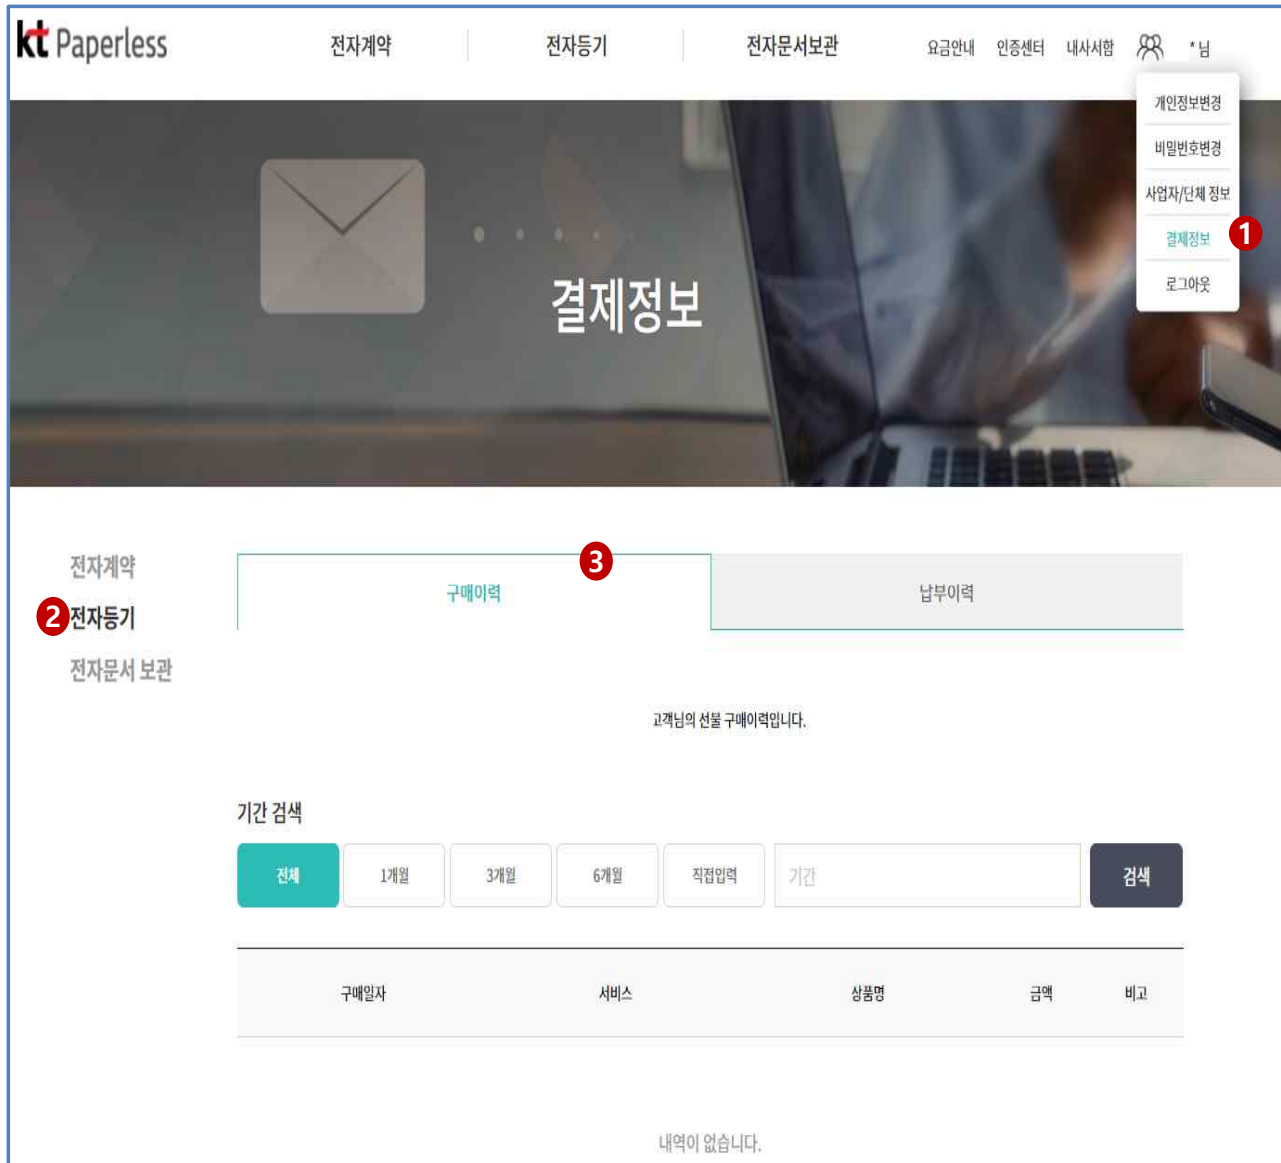 kt Paperless 전자계약 전자등기 전자문서보관 요금안내 인증센터 내사서함 * 님
개인정보변경
비밀번호변경
사업자/단체 정보
결제정보 1
로그아웃
결제정보
전자계약
2 전자등기
전자문서 보관
3
구매이력 납부이력
고객님의 선불 구매이력입니다.
기간 검색
전체 1개월 3개월 6개월 직접입력 기간 검색
구매일자 서비스 상품명 금액 비고
내역이 없습니다.